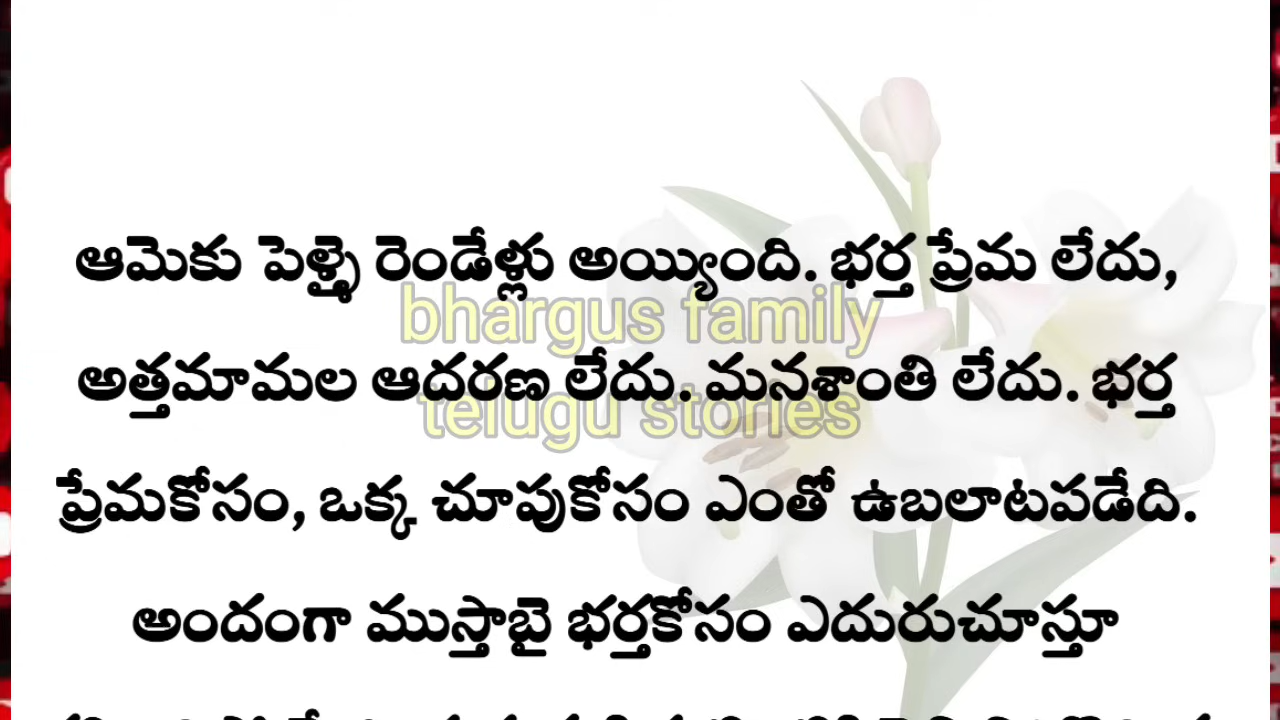 ఆమెకు పెళ్ళై రెండేళ్లు అయ్యింది. భర్త ప్రేమ లేదు,
bhargus family
అత్తమామల ఆదరణ లేదు. మనశాంతి లేదు. భర్త
telugu stories
ప్రేమకోసం, ఒక్క చూపుకోసం ఎంతో ఉబలాటపడేది.
అందంగా ముస్తాబై భర్తకోసం ఎదురుచూస్తూ